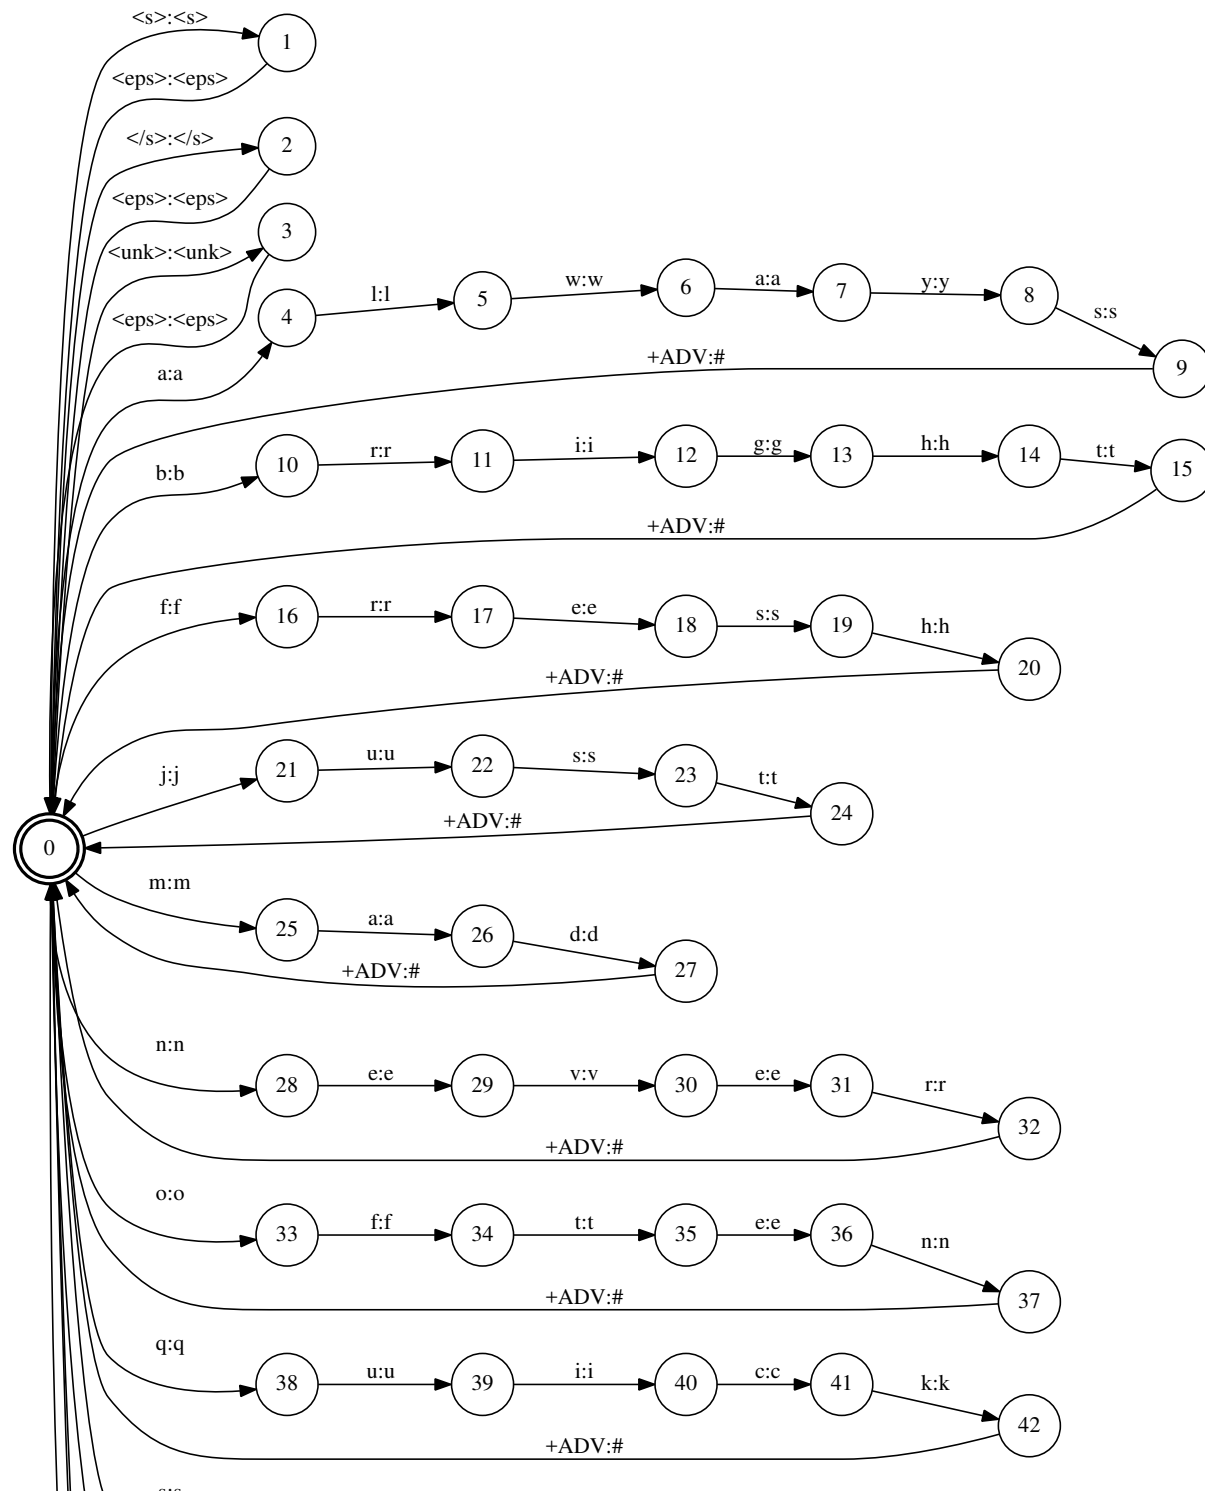 <s>:<s>
1
<eps>:<eps>
</s>:</s>
2
<eps>:<eps>
3
<unk>:<unk>
<eps>:<eps>
4
l:l
5
w:w
6
a:a
7
y:y
8
s:s
9
+ADV:#
a:a
b:b
10
r:r
11
i:i
12
g:g
13
h:h
14
t:t
15
+ADV:#
f:f
16
r:r
17
e:e
18
s:s
19
h:h
20
+ADV:#
j:j
21
u:u
22
s:s
23
t:t
24
+ADV:#
0
m:m
25
a:a
26
d:d
27
+ADV:#
n:n
28
e:e
29
v:v
30
e:e
31
r:r
32
+ADV:#
o:o
33
f:f
34
t:t
35
e:e
36
n:n
37
+ADV:#
q:q
38
u:u
39
i:i
40
c:c
41
k:k
42
+ADV:#